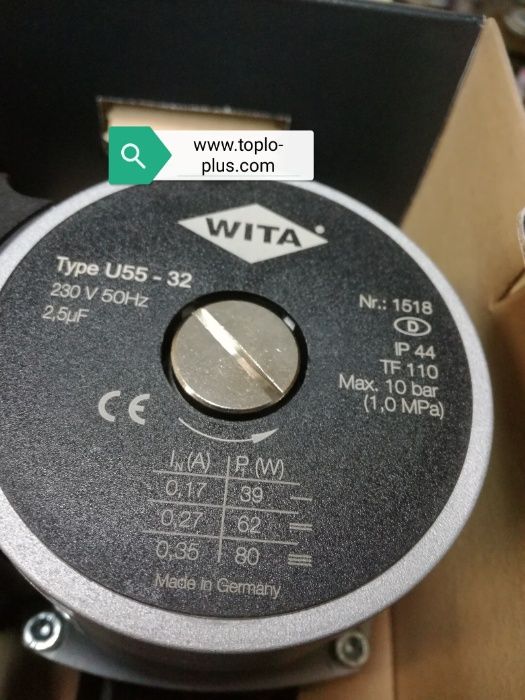 www.toplo-
plus.com
WITA
Type U55 - 32
230 V 50Hz
2,5µF
Nr.: 1518
D
IP 44
TF 110
Max. 10 bar
(1,0 MPa)
CE
IN (A) P1 (W)
0,17 39
0,27 62
0,35 80
Made in Germany